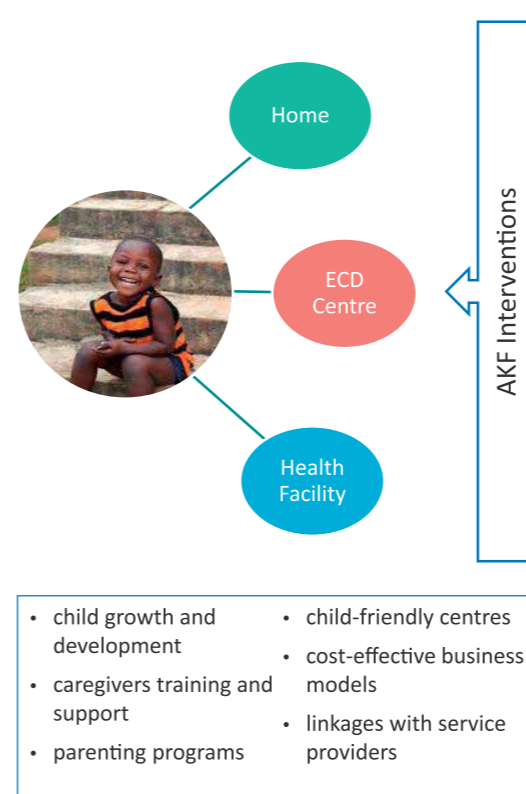 Home
ECD
Centre
Health
Facility
AKF Interventions
• child growth and
development
• caregivers training and
support
• parenting programs
• child-friendly centres
• cost-effective business
models
• linkages with service
providers